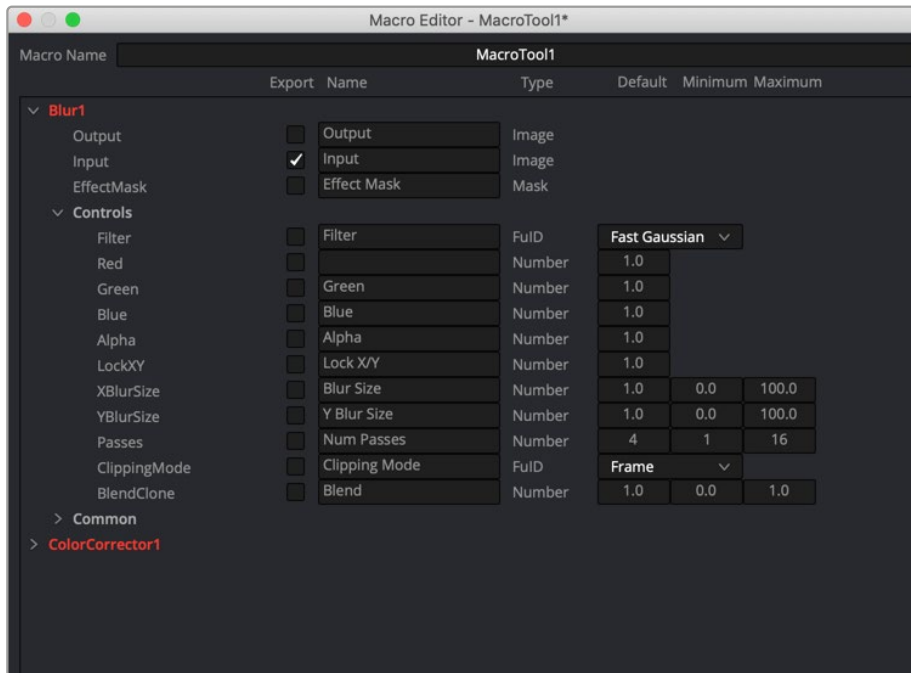 Macro Editor - MacroTool1*
Macro Name MacroTool1
Export Name Type Default Minimum Maximum
Blur1
Output Output Image
Input Input Image
EffectMask Effect Mask Mask
Controls
Filter Filter FuID Fast Gaussian
Red Number 1.0
Green Green Number 1.0
Blue Blue Number 1.0
Alpha Alpha Number 1.0
LockXY Lock X/Y Number 1.0
XBlurSize Blur Size Number 1.0 0.0 100.0
YBlurSize Y Blur Size Number 1.0 0.0 100.0
Passes Num Passes Number 4 1 16
ClippingMode Clipping Mode FuID Frame
BlendClone Blend Number 1.0 0.0 1.0
Common
ColorCorrector1